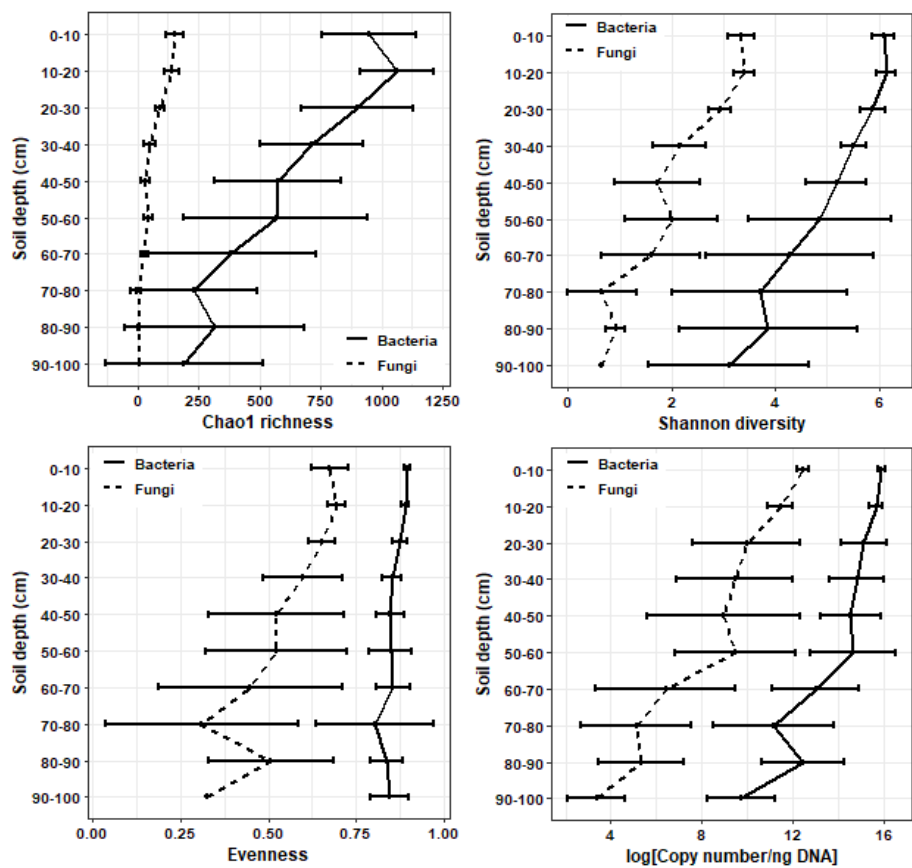 Soil depth (cm)
0-10
10-20
20-30
30-40
40-50
50-60
60-70
70-80
80-90
90-100
Bacteria
Fungi
0 250 500 750 1000 1250
Chao1 richness
Soil depth (cm)
Bacteria
Fungi
0-10
10-20
20-30
30-40
40-50
50-60
60-70
70-80
80-90
90-100
0 2 4 6
Shannon diversity
Soil depth (cm)
Bacteria
Fungi
0-10
10-20
20-30
30-40
40-50
50-60
60-70
70-80
80-90
90-100
0.00 0.25 0.50 0.75 1.00
Evenness
Soil depth (cm)
Bacteria
Fungi
0-10
10-20
20-30
30-40
40-50
50-60
60-70
70-80
80-90
90-100
4 8 12 16
log[Copy number/ng DNA]